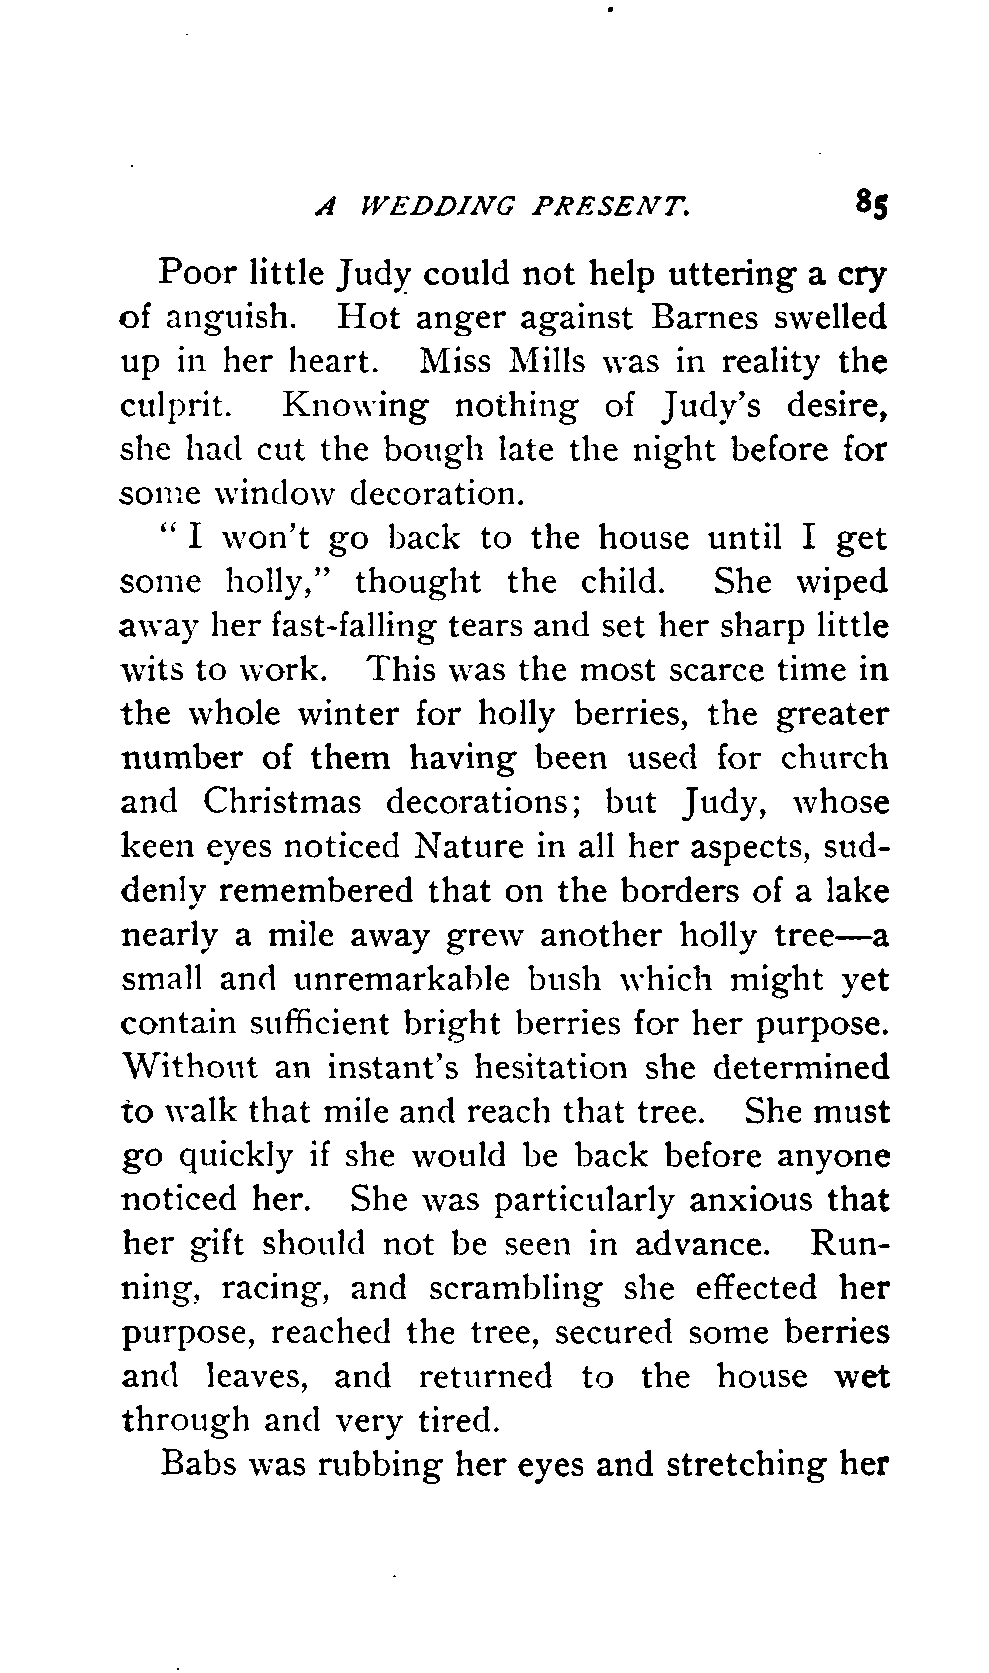 A WEDDING PRESENT. 85
Poor little Judy could not help uttering a cry
of anguish. Hot anger against Barnes swelled
up in her heart. Miss Mills was in reality the
culprit. Knowing nothing of Judy's desire,
she had cut the bough late the night before for
some window decoration.
" I won't go back to the house until I get
some holly," thought the child. She wiped
away her fast-falling tears and set her sharp little
wits to work. This was the most scarce time in
the whole winter for holly berries, the greater
number of them having been used for church
and Christmas decorations; but Judy, whose
keen eyes noticed Nature in all her aspects, sud-
denly remembered that on the borders of a lake
nearly a mile away grew another holly tree—a
small and unremarkable bush which might yet
contain sufficient bright berries for her purpose.
Without an instant's hesitation she determined
to walk that mile and reach that tree. She must
go quickly if she would be back before anyone
noticed her. She was particularly anxious that
her gift should not be seen in advance. Run-
ning, racing, and scrambling she effected her
purpose, reached the tree, secured some berries
and leaves, and returned to the house wet
through and very tired.
Babs was rubbing her eyes and stretching her